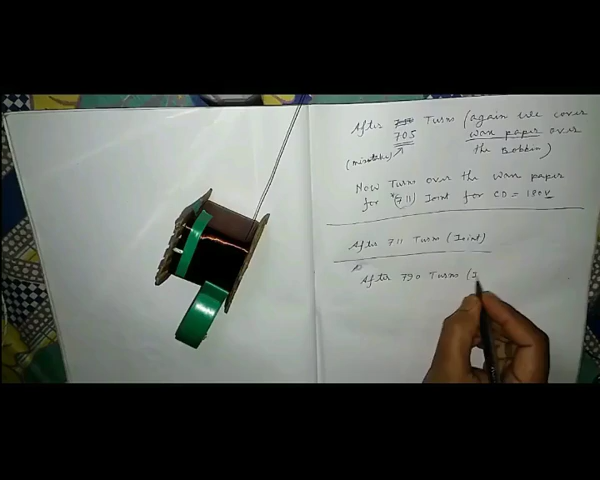 After 705 Turns (again we cover
(mistake) wax paper over
the Bobbin)
Now Turns over the wax paper
for "711" Joint for CD = 180V
After 711 Turns (Joint)
After 790 Turns (J